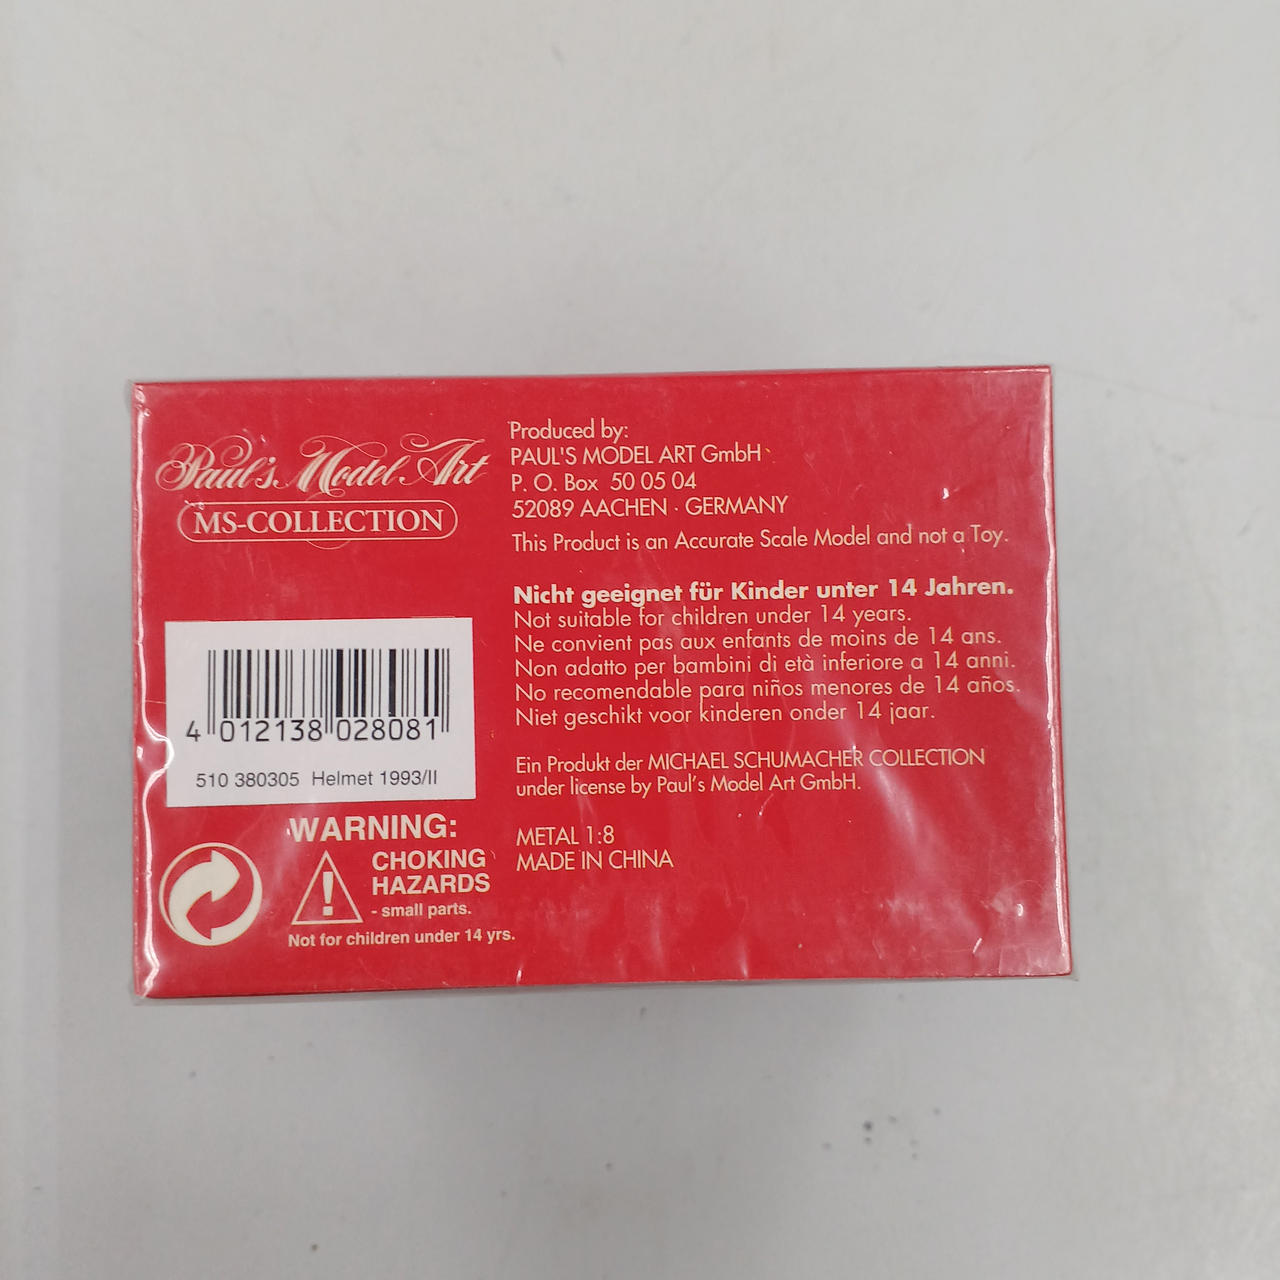 Paul's Model Art
MS-COLLECTION
4 012138 028081
510 380305 Helmet 1993/II
WARNING:
CHOKING
HAZARDS
- small parts.
Not for children under 14 yrs.
Produced by:
PAUL'S MODEL ART GmbH
P. O. Box 50 05 04
52089 AACHEN · GERMANY
This Product is an Accurate Scale Model and not a Toy.
Nicht geeignet für Kinder unter 14 Jahren.
Not suitable for children under 14 years.
Ne convient pas aux enfants de moins de 14 ans.
Non adatto per bambini di età inferiore a 14 anni.
No recomendable para niños menores de 14 años.
Niet geschikt voor kinderen onder 14 jaar.
Ein Produkt der MICHAEL SCHUMACHER COLLECTION
under license by Paul's Model Art GmbH.
METAL 1:8
MADE IN CHINA